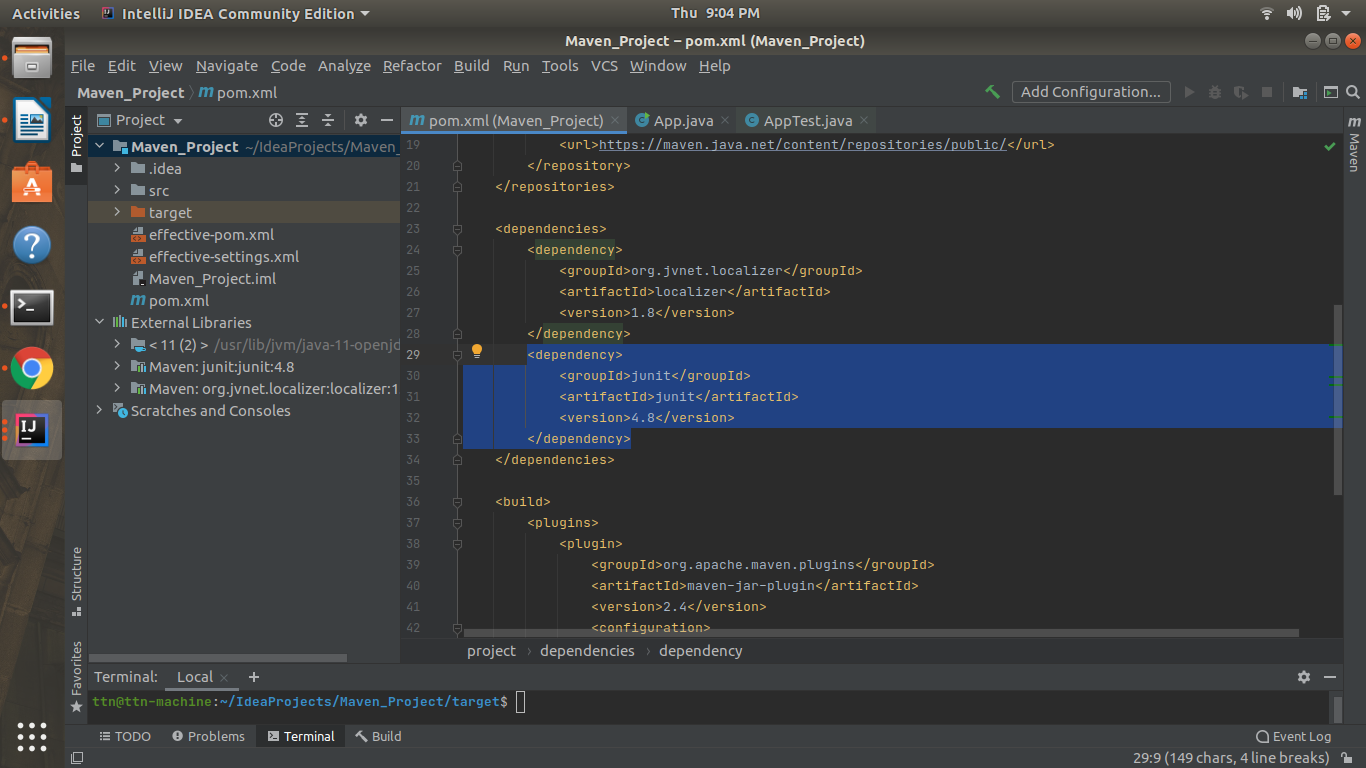 Activities IntelliJ IDEA Community Edition Thu 9:04 PM
Maven_Project – pom.xml (Maven_Project)
File Edit View Navigate Code Analyze Refactor Build Run Tools VCS Window Help
Maven_Project pom.xml Add Configuration...
Project pom.xml (Maven_Project) App.java AppTest.java
Project
Maven
Structure
Favorites
Maven_Project ~/IdeaProjects/Maven_
.idea
src
target
effective-pom.xml
effective-settings.xml
Maven_Project.iml
pom.xml
External Libraries
< 11 (2) > /usr/lib/jvm/java-11-openjd
Maven: junit:junit:4.8
Maven: org.jvnet.localizer:localizer:1
Scratches and Consoles
19 <url>https://maven.java.net/content/repositories/public/</url>
20 </repository>
21 </repositories>
22
23 <dependencies>
24 <dependency>
25 <groupId>org.jvnet.localizer</groupId>
26 <artifactId>localizer</artifactId>
27 <version>1.8</version>
28 </dependency>
29 <dependency>
30 <groupId>junit</groupId>
31 <artifactId>junit</artifactId>
32 <version>4.8</version>
33 </dependency>
34 </dependencies>
35
36 <build>
37 <plugins>
38 <plugin>
39 <groupId>org.apache.maven.plugins</groupId>
40 <artifactId>maven-jar-plugin</artifactId>
41 <version>2.4</version>
42 <configuration>
project dependencies dependency
Terminal: Local
ttn@ttn-machine:~/IdeaProjects/Maven_Project/target$
TODO Problems Terminal Build Event Log
29:9 (149 chars, 4 line breaks)